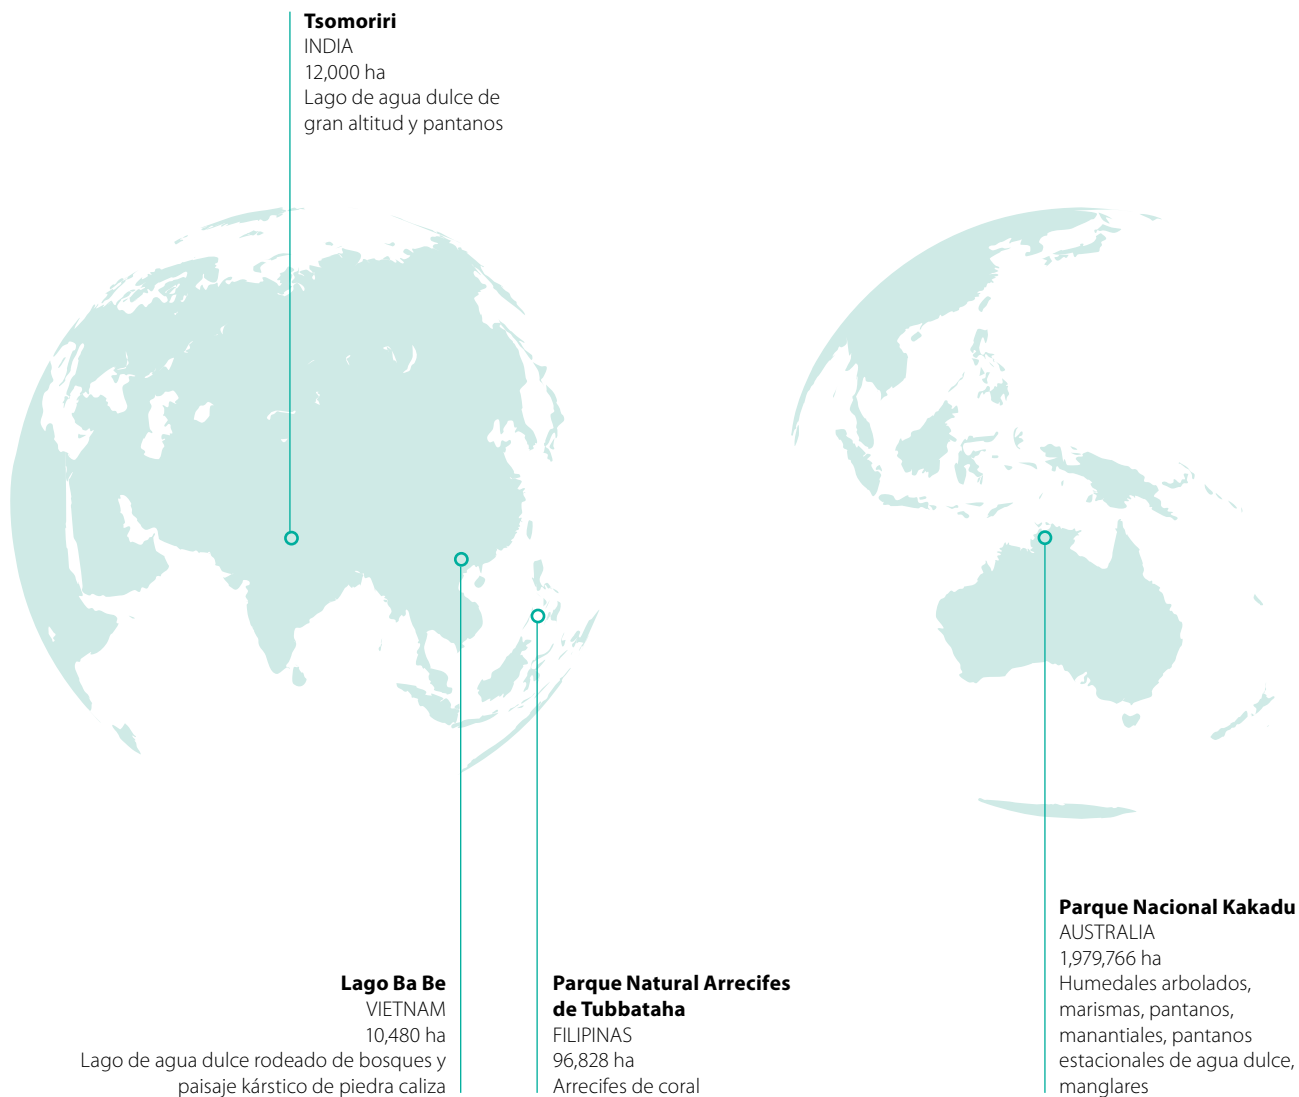 Tsomoriri
INDIA
12,000 ha
Lago de agua dulce de
gran altitud y pantanos
Lago Ba Be
VIETNAM
10,480 ha
Lago de agua dulce rodeado de bosques y
paisaje kárstico de piedra caliza
Parque Natural Arrecifes
de Tubbataha
FILIPINAS
96,828 ha
Arrecifes de coral
Parque Nacional Kakadu
AUSTRALIA
1,979,766 ha
Humedales arbolados,
marismas, pantanos,
manantiales, pantanos
estacionales de agua dulce,
manglares